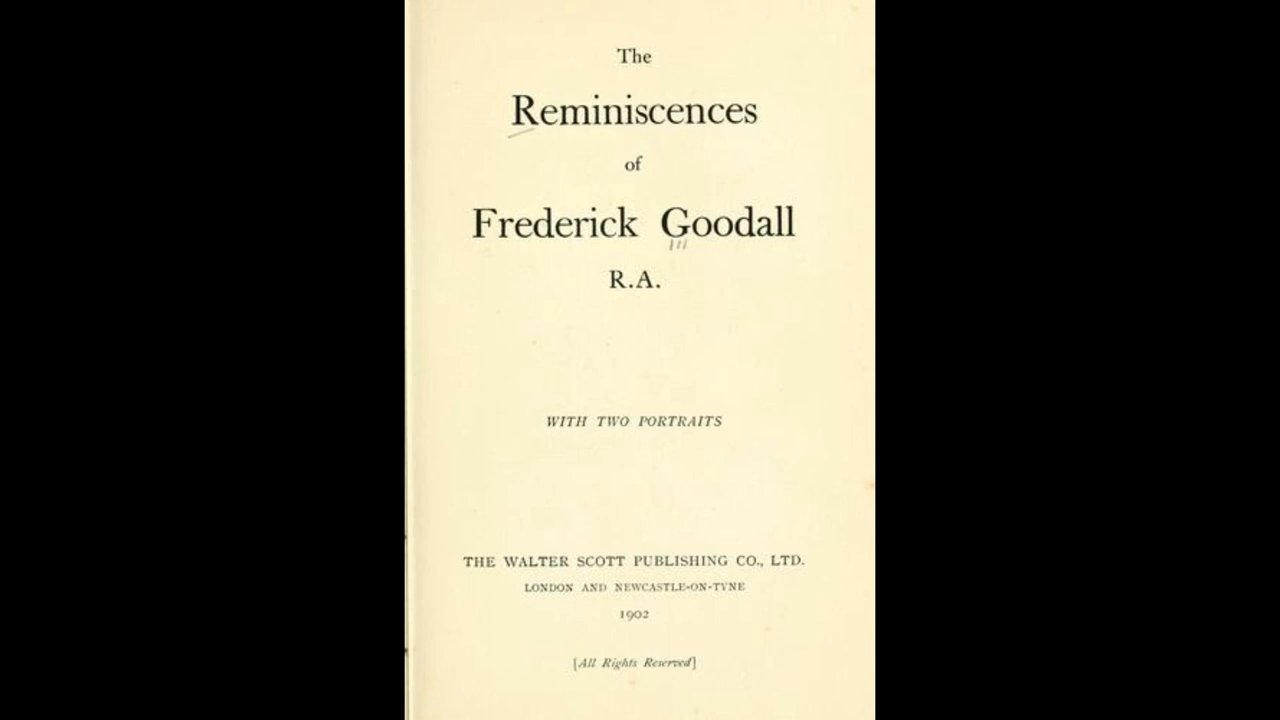 The
Reminiscences
of
Frederick Goodall
R.A.
WITH TWO PORTRAITS
THE WALTER SCOTT PUBLISHING CO., LTD.
LONDON AND NEWCASTLE-ON-TYNE
1902
[All Rights Reserved]